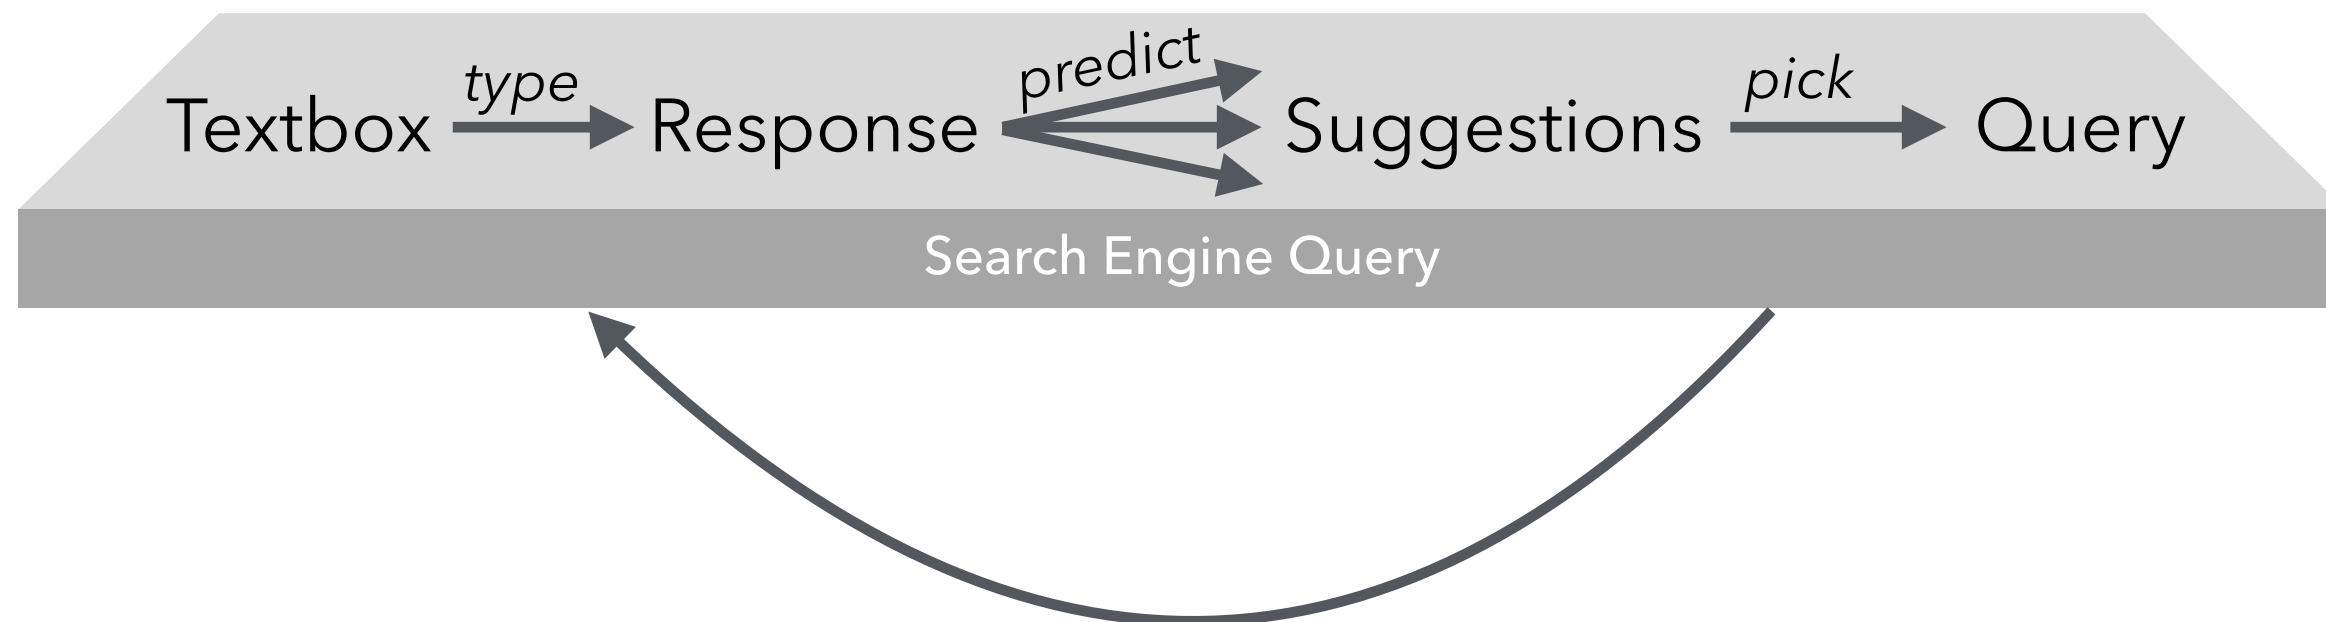 type
predict
pick
Textbox Response Suggestions Query
Search Engine Query